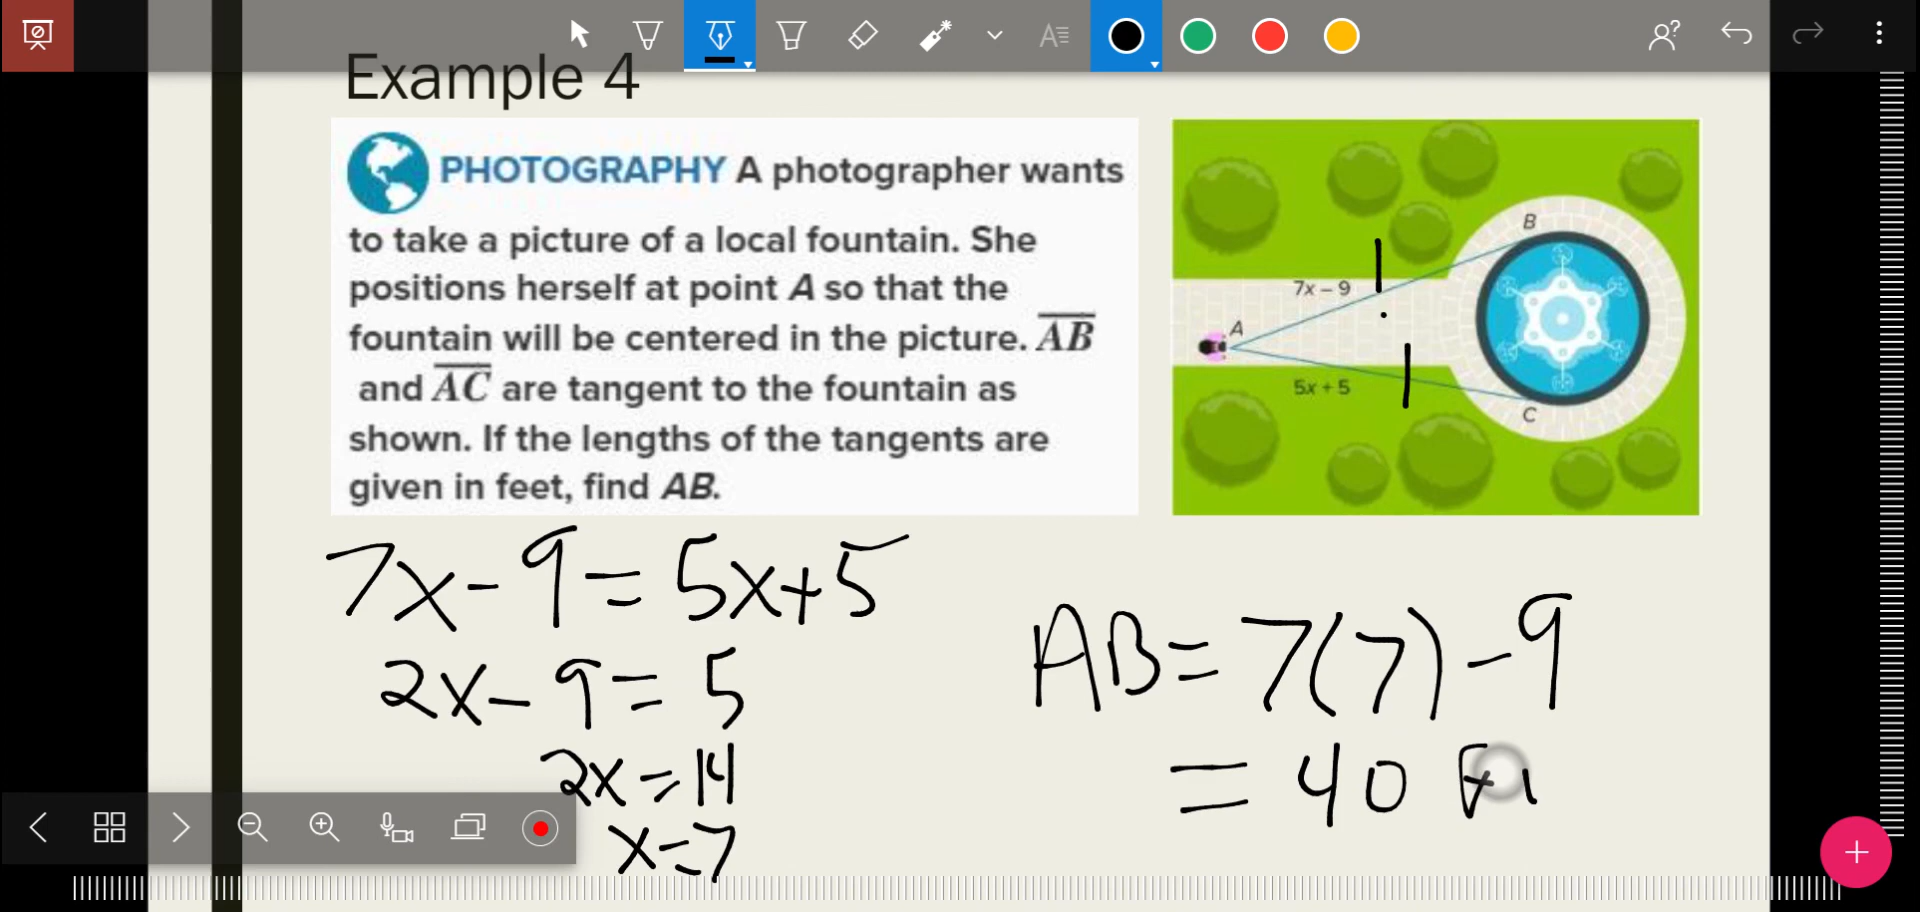 Example 4
PHOTOGRAPHY A photographer wants
to take a picture of a local fountain. She
positions herself at point A so that the
fountain will be centered in the picture. AB
and AC are tangent to the fountain as
shown. If the lengths of the tangents are
given in feet, find AB.
B
7x – 9
A
5x + 5
C
7x - 9 = 5x + 5
2x - 9 = 5
2x = 14
x = 7
AB = 7(7) - 9
= 40